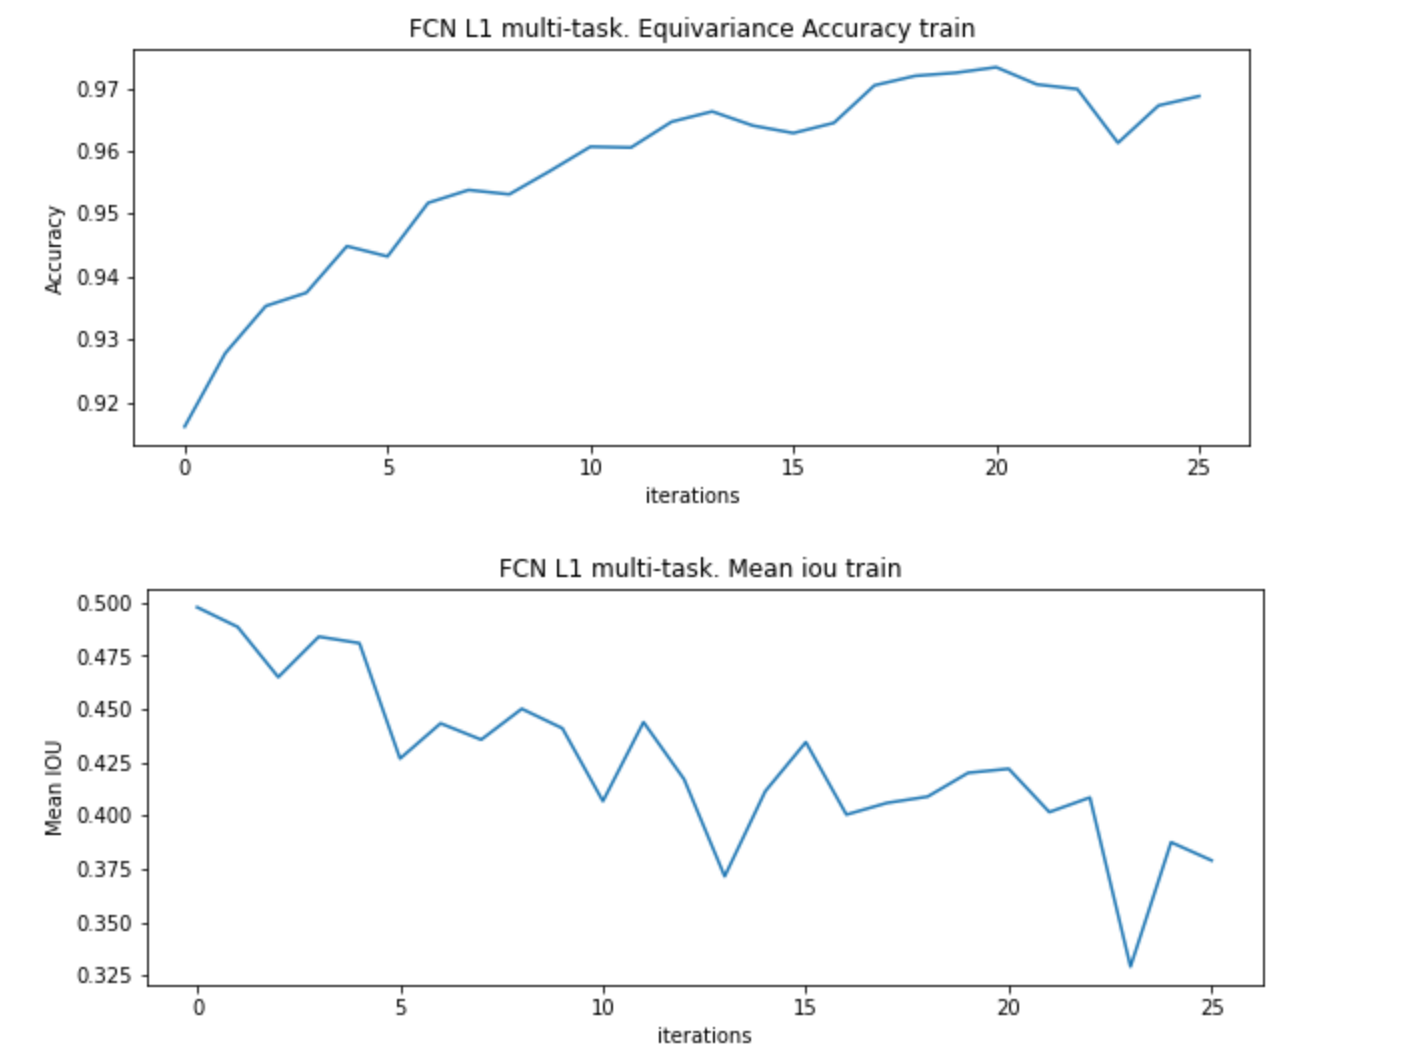 FCN L1 multi-task. Equivariance Accuracy train
0.97
0.96
0.95
0.94
0.93
0.92
Accuracy
0 5 10 15 20 25
iterations
FCN L1 multi-task. Mean iou train
0.500
0.475
0.450
0.425
0.400
0.375
0.350
0.325
Mean IOU
0 5 10 15 20 25
iterations